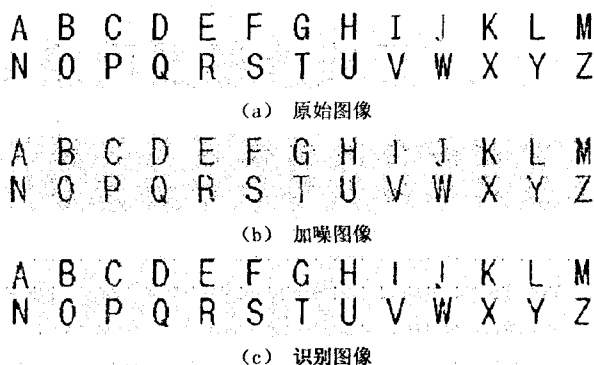 A B C D E F G H I J K L M
N O P Q R S T U V W X Y Z
(a) 原始图像
A B C D E F G H I J K L M
N O P Q R S T U V W X Y Z
(b) 加噪图像
A B C D E F G H I J K L M
N O P Q R S T U V W X Y Z
(c) 识别图像